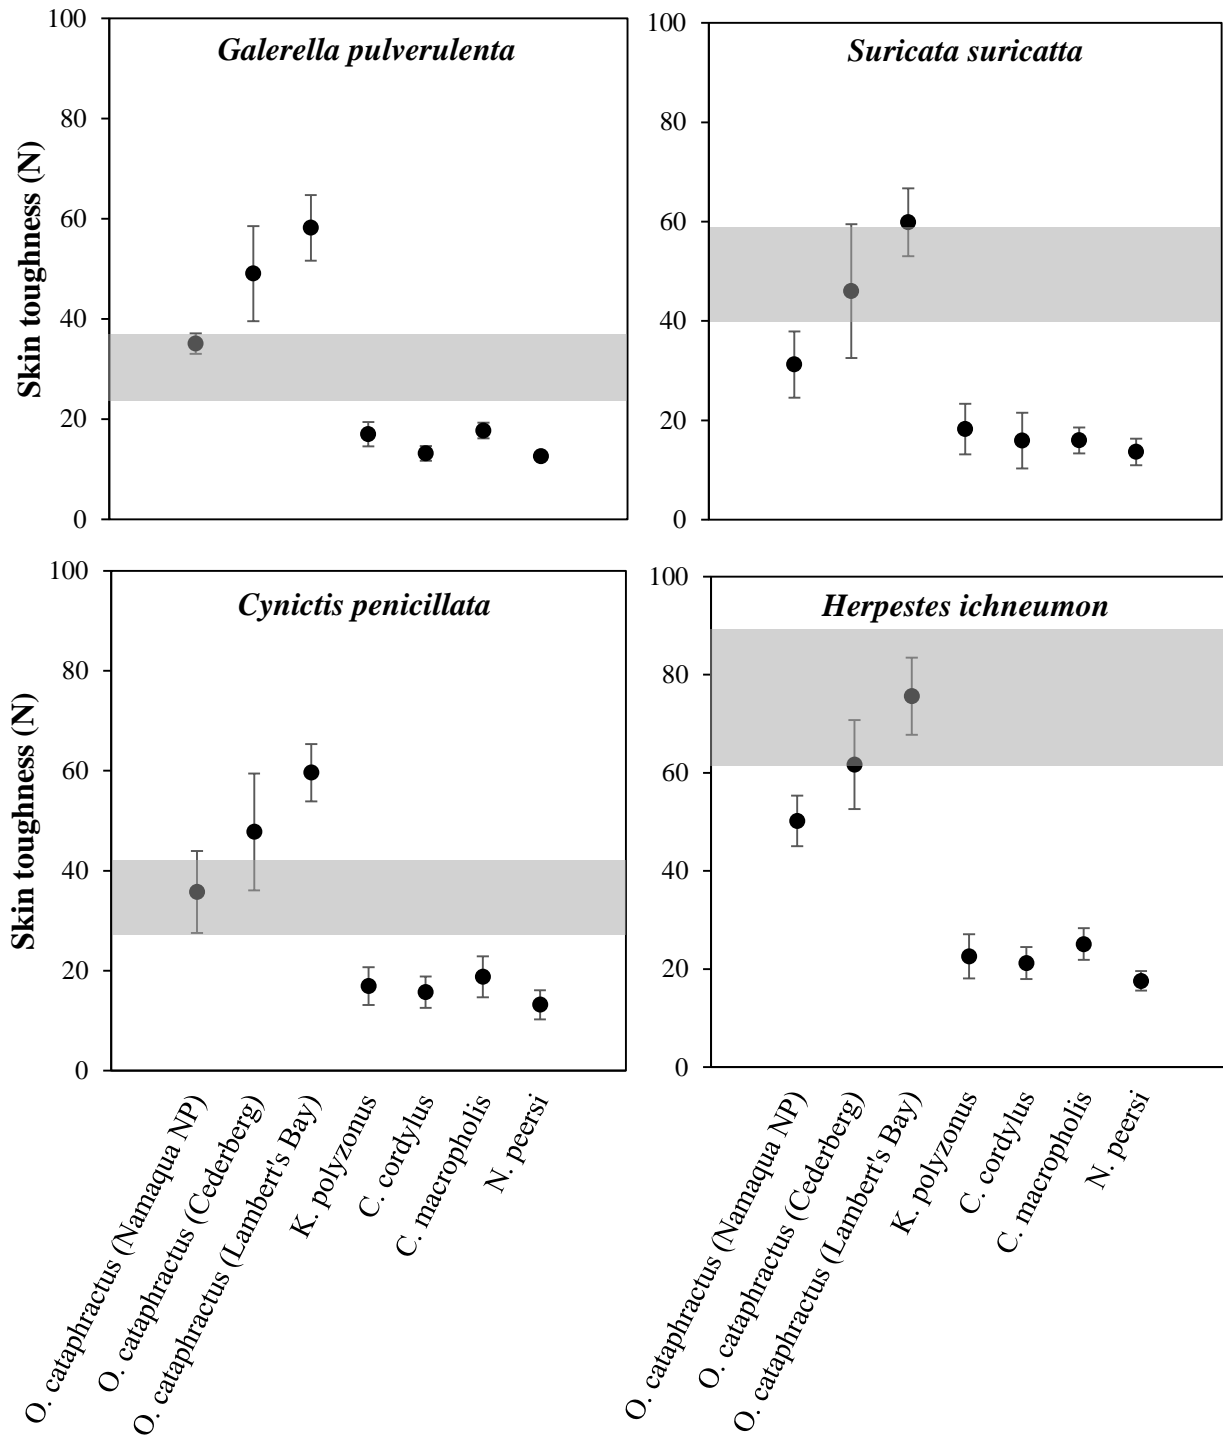 Galerella pulverulenta
Skin toughness (N)
100
80
60
40
20
0
Suricata suricatta
100
80
60
40
20
0
Cynictis penicillata
Skin toughness (N)
100
80
60
40
20
0
Herpestes ichneumon
100
80
60
40
20
0
O. cataphractus (Namaqua NP)
O. cataphractus (Cederberg)
O. cataphractus (Lambert's Bay)
K. polyzonus
C. cordylus
C. macropholis
N. peersi
O. cataphractus (Namaqua NP)
O. cataphractus (Cederberg)
O. cataphractus (Lambert's Bay)
K. polyzonus
C. cordylus
C. macropholis
N. peersi